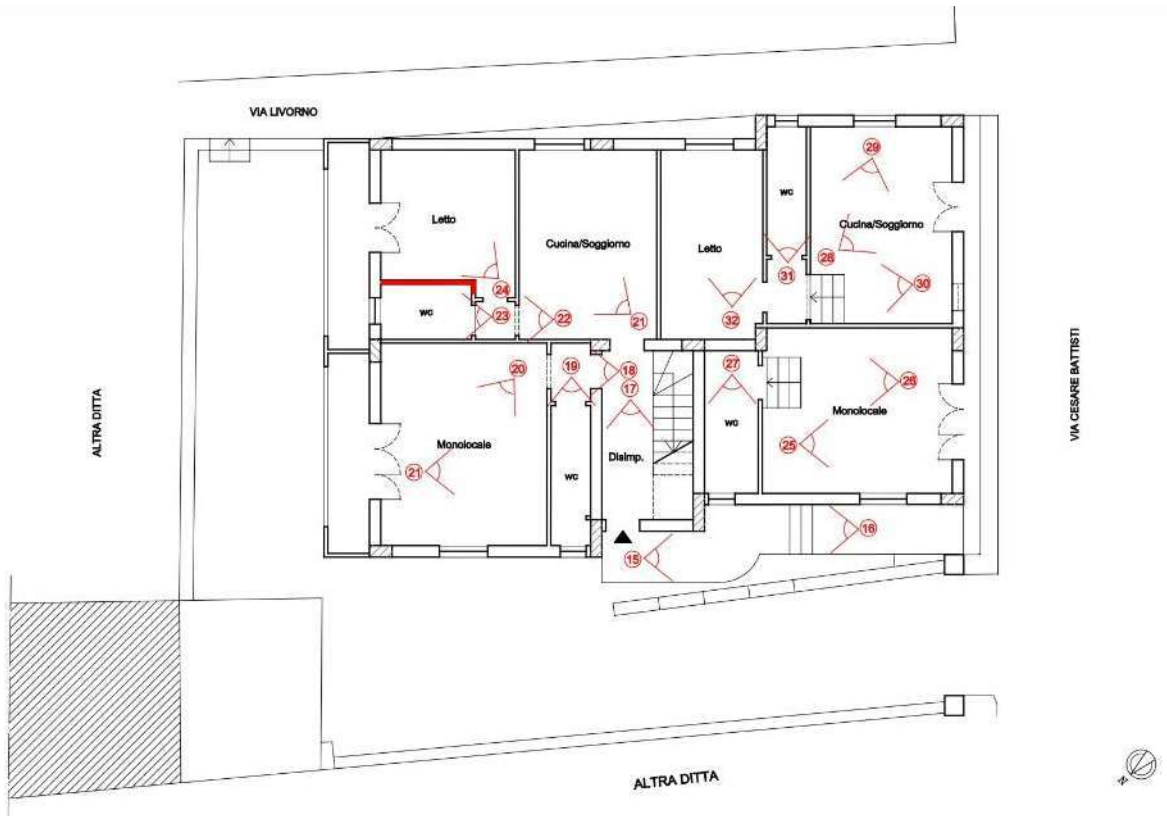 VIA LIVORNO
29
wc
Letto
Cucina/Soggiorno
Cucina/Soggiorno
Letto
28
31
30
24
23
22
21
32
wc
VIA CESARE BATTISTI
20
19
18
27
17
26
ALTRA DITTA
Monolocale
wc
Disimp.
wc
Monolocale
25
21
16
15
ALTRA DITTA
N